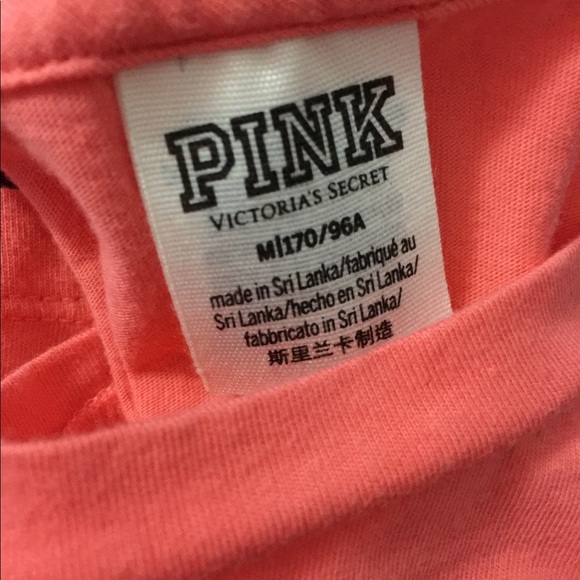 PINK
VICTORIA'S SECRET
M|170/96A
made in Sri Lanka/fabriqué au
Sri Lanka/hecho en Sri Lanka/
fabbricato in Sri Lanka/
斯里兰卡制造